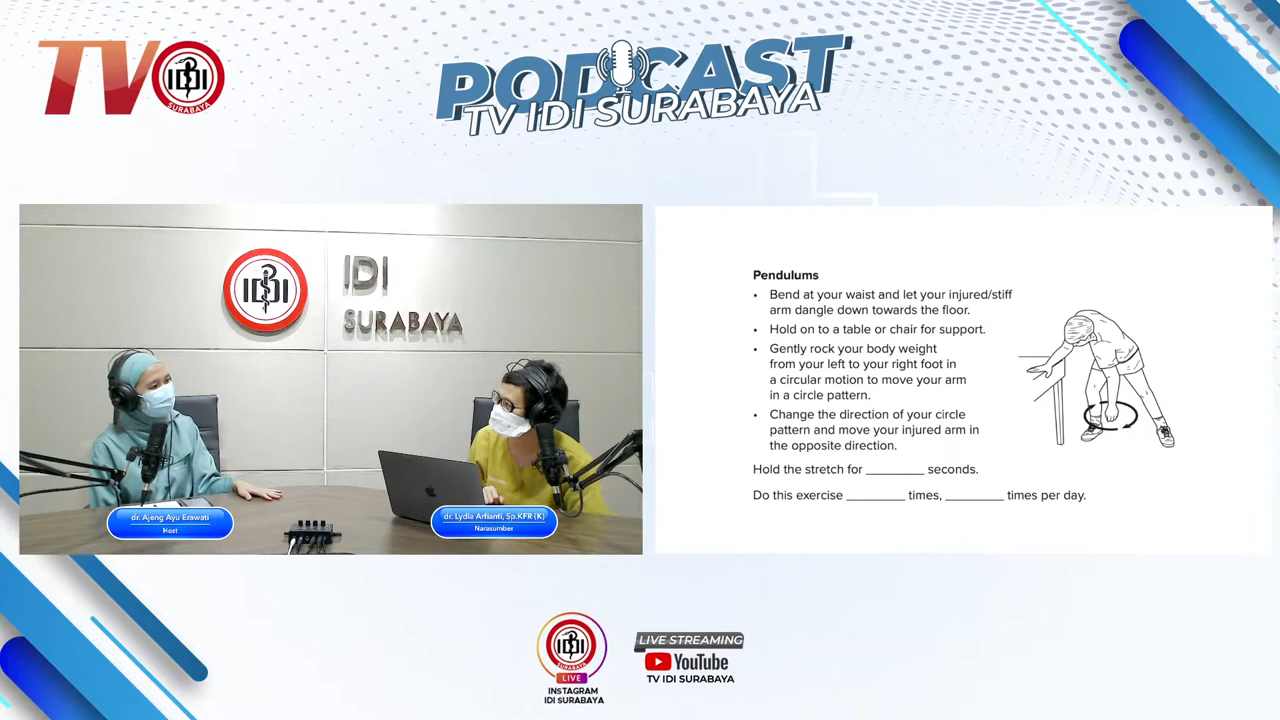 TV
IDI
SURABAYA
PODCAST
TV IDI SURABAYA
IDI
IDI
SURABAYA
dr. Ajeng Ayu Erawati
Host
dr. Lydia Arfianti, Sp.KFR (K)
Narasumber
Pendulums
• Bend at your waist and let your injured/stiff
arm dangle down towards the floor.
• Hold on to a table or chair for support.
• Gently rock your body weight
from your left to your right foot in
a circular motion to move your arm
in a circle pattern.
• Change the direction of your circle
pattern and move your injured arm in
the opposite direction.
Hold the stretch for ________ seconds.
Do this exercise ________ times, ________ times per day.
IDI
SURABAYA
LIVE
INSTAGRAM
IDI SURABAYA
LIVE STREAMING
YouTube
TV IDI SURABAYA